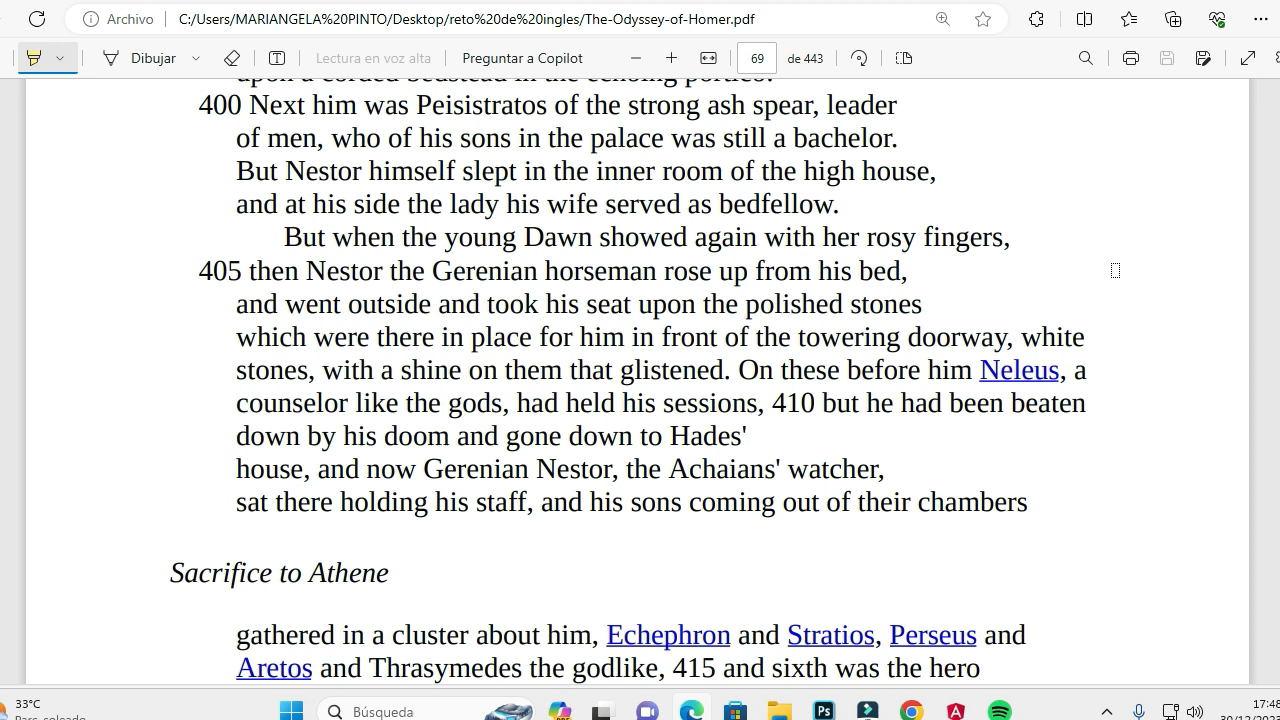 Archivo C:/Users/MARIANGELA%20PINTO/Desktop/reto%20de%20ingles/The-Odyssey-of-Homer.pdf
Dibujar Lectura en voz alta Preguntar a Copilot 69 de 443
upon a corded bedstead in the echoing portico.
400 Next him was Peisistratos of the strong ash spear, leader
of men, who of his sons in the palace was still a bachelor.
But Nestor himself slept in the inner room of the high house,
and at his side the lady his wife served as bedfellow.
But when the young Dawn showed again with her rosy fingers,
405 then Nestor the Gerenian horseman rose up from his bed,
and went outside and took his seat upon the polished stones
which were there in place for him in front of the towering doorway, white
stones, with a shine on them that glistened. On these before him Neleus, a
counselor like the gods, had held his sessions, 410 but he had been beaten
down by his doom and gone down to Hades'
house, and now Gerenian Nestor, the Achaians' watcher,
sat there holding his staff, and his sons coming out of their chambers
Sacrifice to Athene
gathered in a cluster about him, Echephron and Stratios, Perseus and
Aretos and Thrasymedes the godlike, 415 and sixth was the hero
33°C
Búsqueda